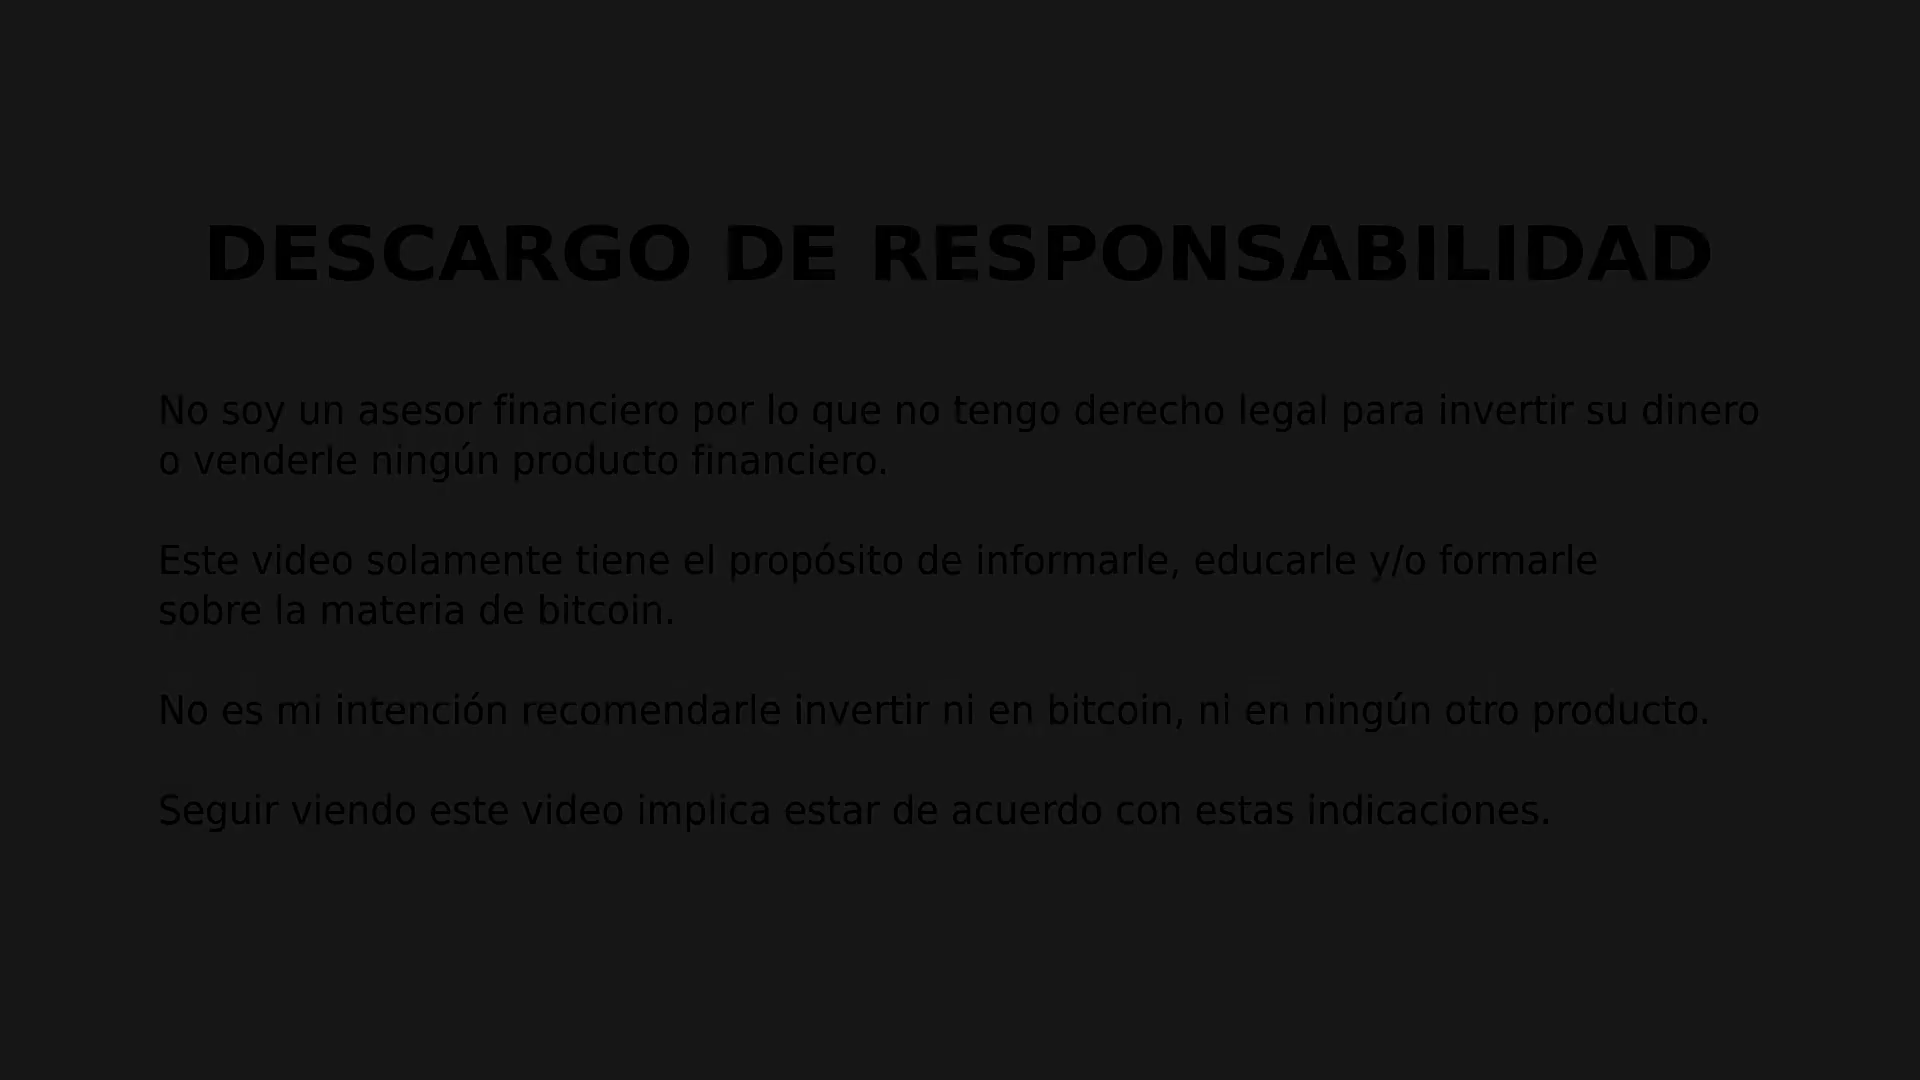 DESCARGO DE RESPONSABILIDAD
No soy un asesor financiero por lo que no tengo derecho legal para invertir su dinero
o venderle ningún producto financiero.
Este video solamente tiene el propósito de informarle, educarle y/o formarle
sobre la materia de bitcoin.
No es mi intención recomendarle invertir ni en bitcoin, ni en ningún otro producto.
Seguir viendo este video implica estar de acuerdo con estas indicaciones.